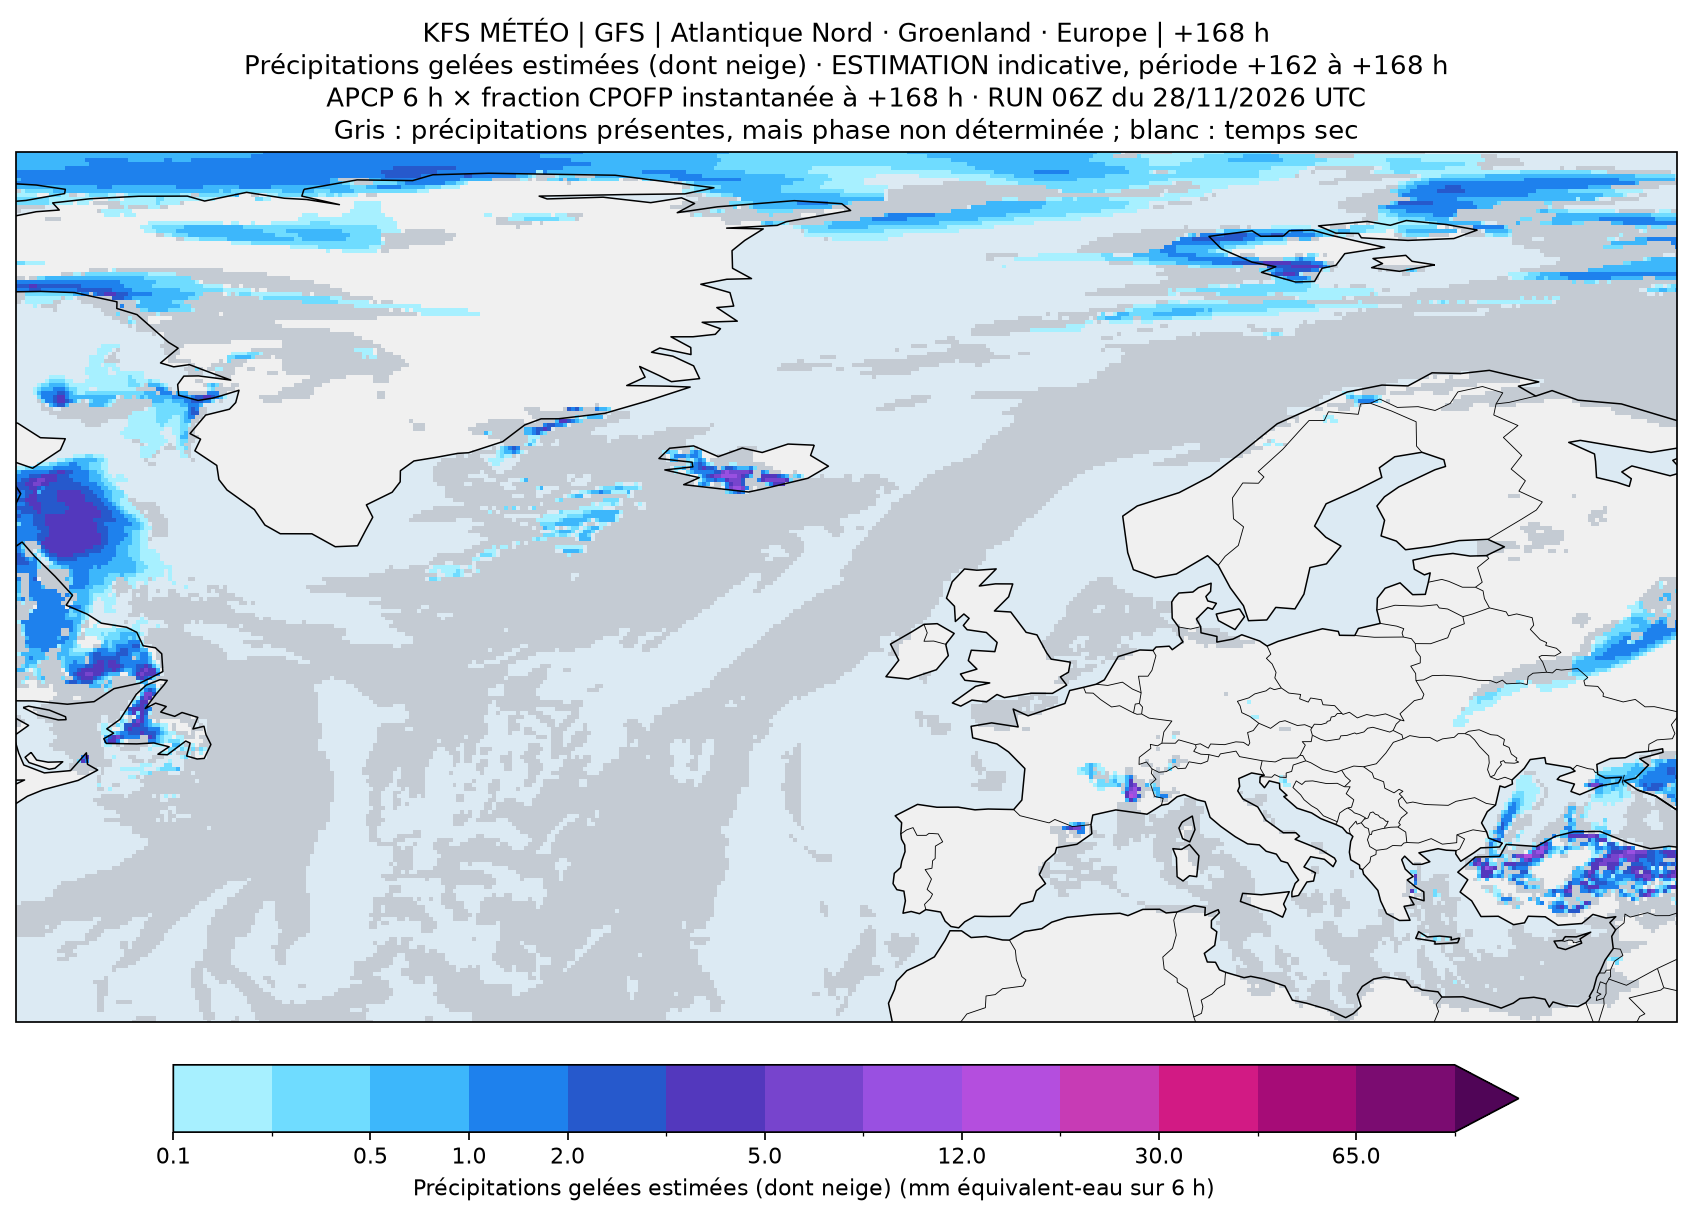 KFS MÉTÉO | GFS | Atlantique Nord · Groenland · Europe | +168 h
Précipitations gelées estimées (dont neige) · ESTIMATION indicative, période +162 à +168 h
APCP 6 h × fraction CPOFP instantanée à +168 h · RUN 06Z du 28/11/2026 UTC
Gris : précipitations présentes, mais phase non déterminée ; blanc : temps sec
0.1 0.5 1.0 2.0 5.0 12.0 30.0 65.0
Précipitations gelées estimées (dont neige) (mm équivalent-eau sur 6 h)